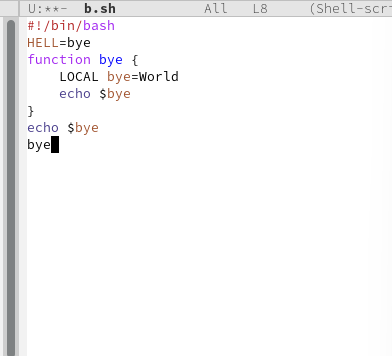 U:**-  b.sh  All  L8  (Shell-scr
#!/bin/bash
HELL=bye
function bye {
    LOCAL bye=World
    echo $bye
}
echo $bye
bye